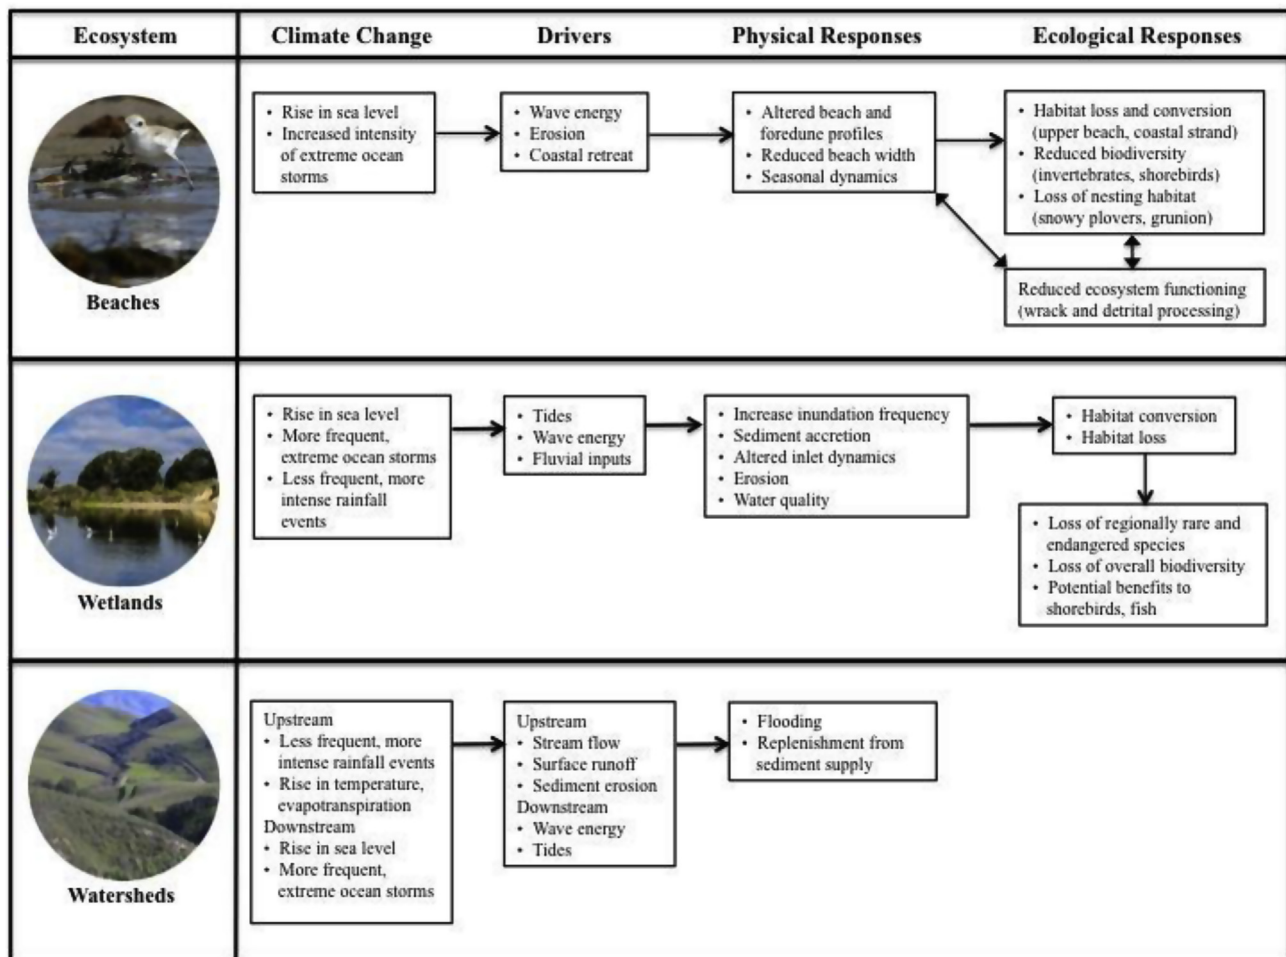 Ecosystem
Climate Change
Drivers
Physical Responses
Ecological Responses
Beaches
• Rise in sea level
• Increased intensity
of extreme ocean
storms
• Wave energy
• Erosion
• Coastal retreat
• Altered beach and
foredune profiles
• Reduced beach width
• Seasonal dynamics
• Habitat loss and conversion
(upper beach, coastal strand)
• Reduced biodiversity
(invertebrates, shorebirds)
• Loss of nesting habitat
(snowy plovers, grunion)
Reduced ecosystem functioning
(wrack and detrital processing)
Wetlands
• Rise in sea level
• More frequent,
extreme ocean storms
• Less frequent, more
intense rainfall
events
• Tides
• Wave energy
• Fluvial inputs
• Increase inundation frequency
• Sediment accretion
• Altered inlet dynamics
• Erosion
• Water quality
• Habitat conversion
• Habitat loss
• Loss of regionally rare and
endangered species
• Loss of overall biodiversity
• Potential benefits to
shorebirds, fish
Watersheds
Upstream
• Less frequent, more
intense rainfall events
• Rise in temperature,
evapotranspiration
Downstream
• Rise in sea level
• More frequent,
extreme ocean storms
Upstream
• Stream flow
• Surface runoff
• Sediment erosion
Downstream
• Wave energy
• Tides
• Flooding
• Replenishment from
sediment supply